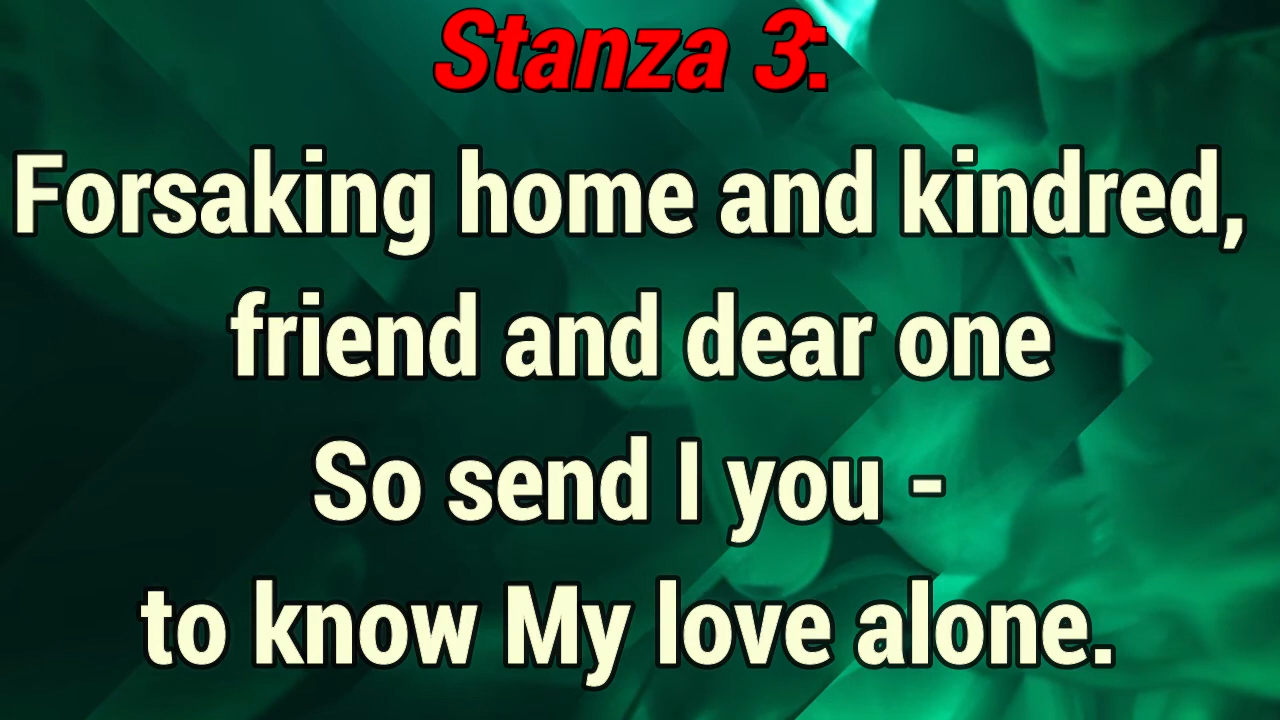 Stanza 3:
Forsaking home and kindred,
friend and dear one
So send I you -
to know My love alone.